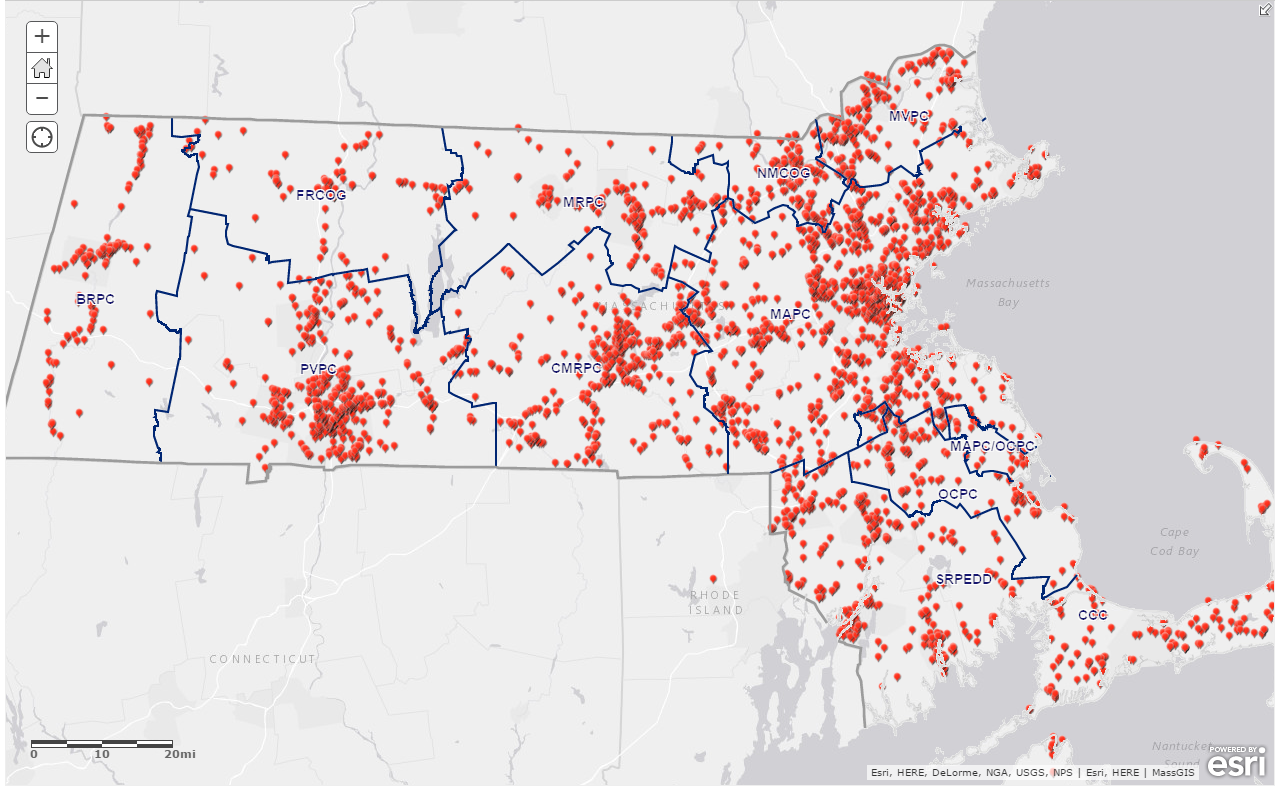 +
−
MVPC
NMCOG
FRCOG
MRPC
Massachusetts
Bay
BRPC
MASSACHUSETTS
MAPC
PVPC
CMRPC
MAPC/OCPC
OCPC
Cape
Cod Bay
SRPEDD
RHODE
ISLAND
CCC
CONNECTICUT
Nantucket
Sound
0 10 20mi
POWERED BY
esri
Esri, HERE, DeLorme, NGA, USGS, NPS | Esri, HERE | MassGIS